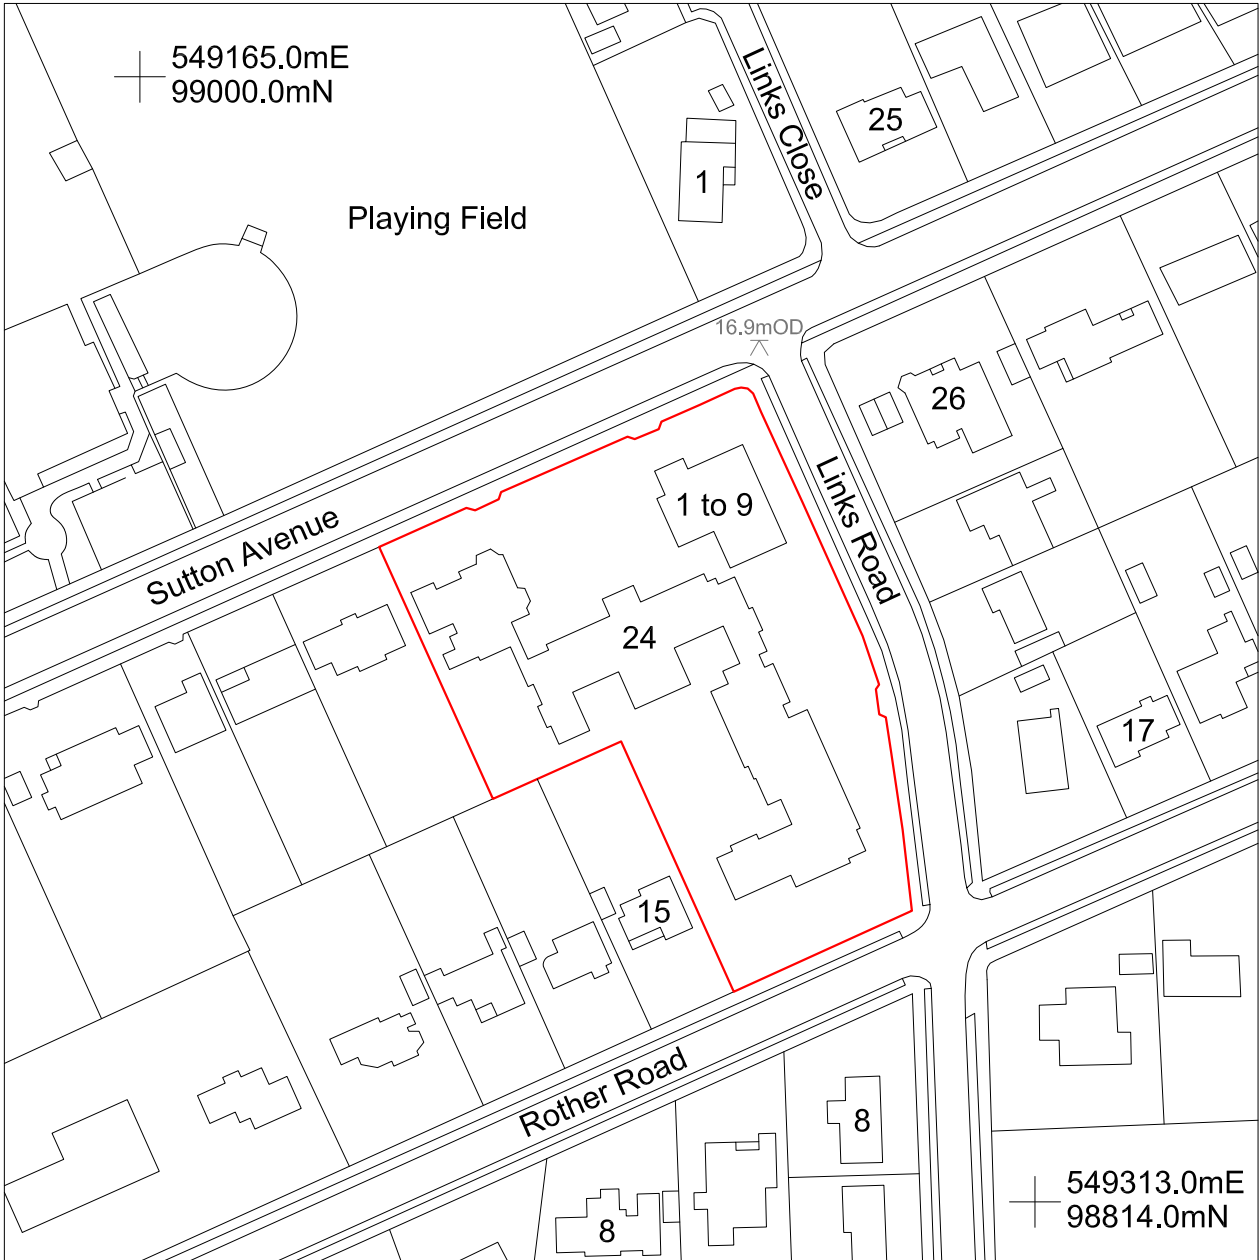 549165.0mE
99000.0mN
Links Close
25
1
Playing Field
16.9mOD
26
Links Road
1 to 9
Sutton Avenue
24
17
15
Rother Road
8
8
549313.0mE
98814.0mN